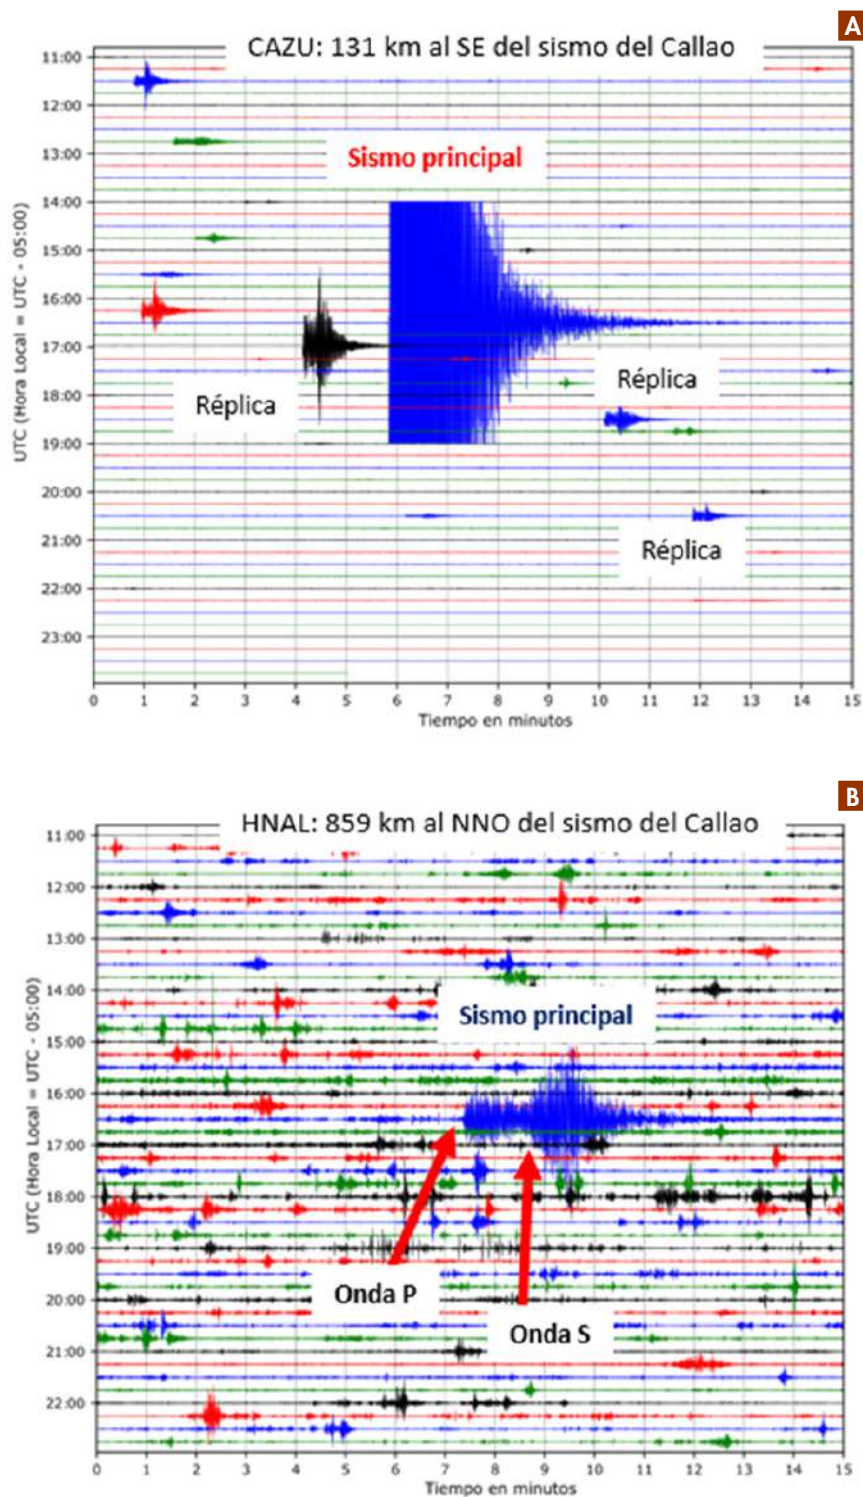 A
CAZU: 131 km al SE del sismo del Callao
11:00
12:00
13:00
14:00
15:00
16:00
17:00
18:00
19:00
20:00
21:00
22:00
23:00
UTC (Hora Local = UTC - 05:00)
Sismo principal
Réplica
Réplica
Réplica
0 1 2 3 4 5 6 7 8 9 10 11 12 13 14 15
Tiempo en minutos
B
HNAL: 859 km al NNO del sismo del Callao
11:00
12:00
13:00
14:00
15:00
16:00
17:00
18:00
19:00
20:00
21:00
22:00
UTC (Hora Local = UTC - 05:00)
Sismo principal
Onda P
Onda S
0 1 2 3 4 5 6 7 8 9 10 11 12 13 14 15
Tiempo en minutos